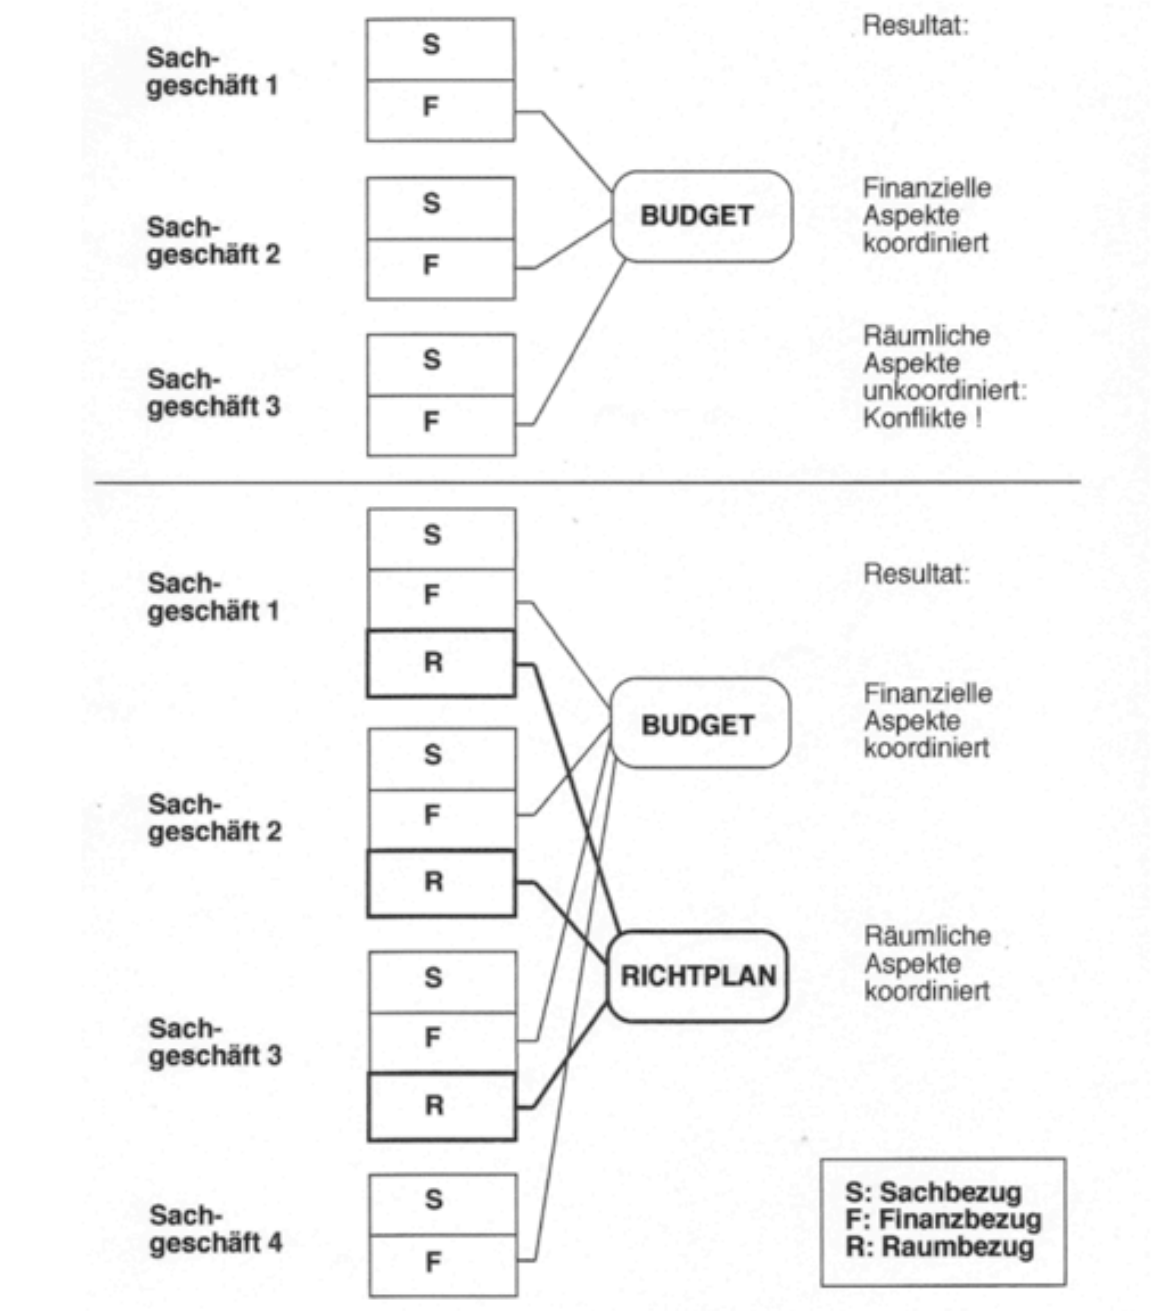 Resultat:
Sach-
geschäft 1
S
F
Sach-
geschäft 2
S
F
BUDGET
Finanzielle
Aspekte
koordiniert
Sach-
geschäft 3
S
F
Räumliche
Aspekte
unkoordiniert:
Konflikte !
Sach-
geschäft 1
S
F
R
Resultat:
Sach-
geschäft 2
S
F
R
BUDGET
Finanzielle
Aspekte
koordiniert
Sach-
geschäft 3
S
F
R
RICHTPLAN
Räumliche
Aspekte
koordiniert
Sach-
geschäft 4
S
F
S: Sachbezug
F: Finanzbezug
R: Raumbezug